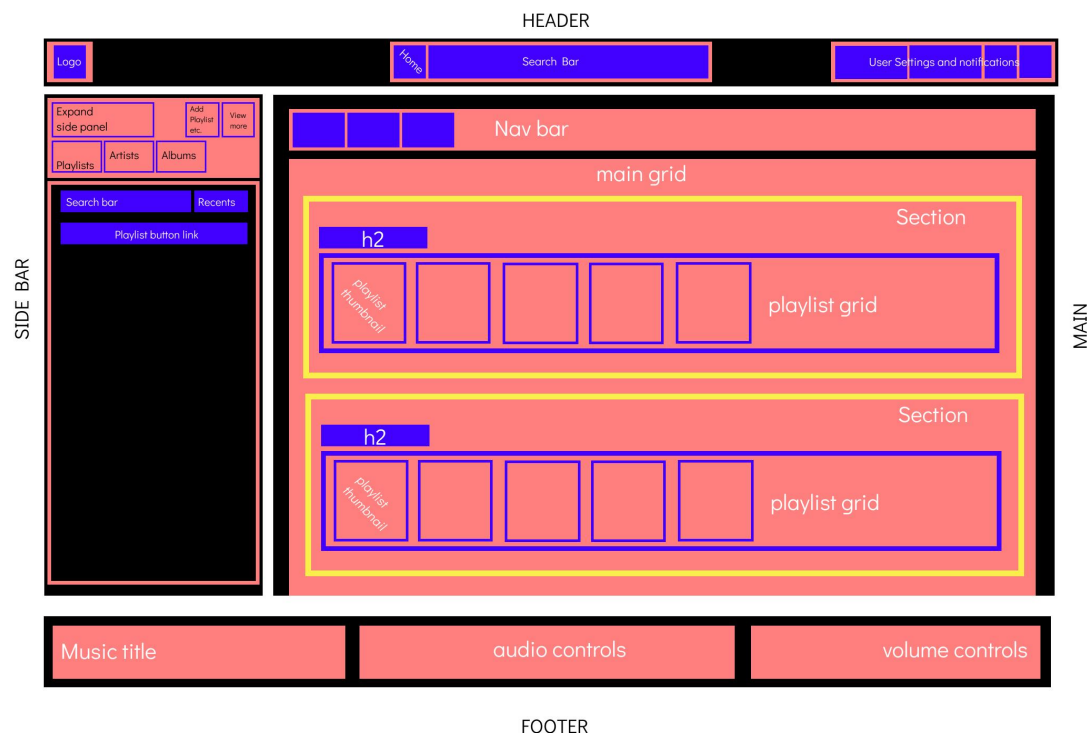 HEADER
Logo
Home
Search Bar
User Settings and notifications
Expand
side panel
Add
Playlist
etc.
View
more
Playlists
Artists
Albums
Search bar
Recents
Playlist button link
SIDE BAR
Nav bar
main grid
Section
h2
playlist
thumbnail
playlist grid
Section
h2
playlist
thumbnail
playlist grid
MAIN
Music title
audio controls
volume controls
FOOTER